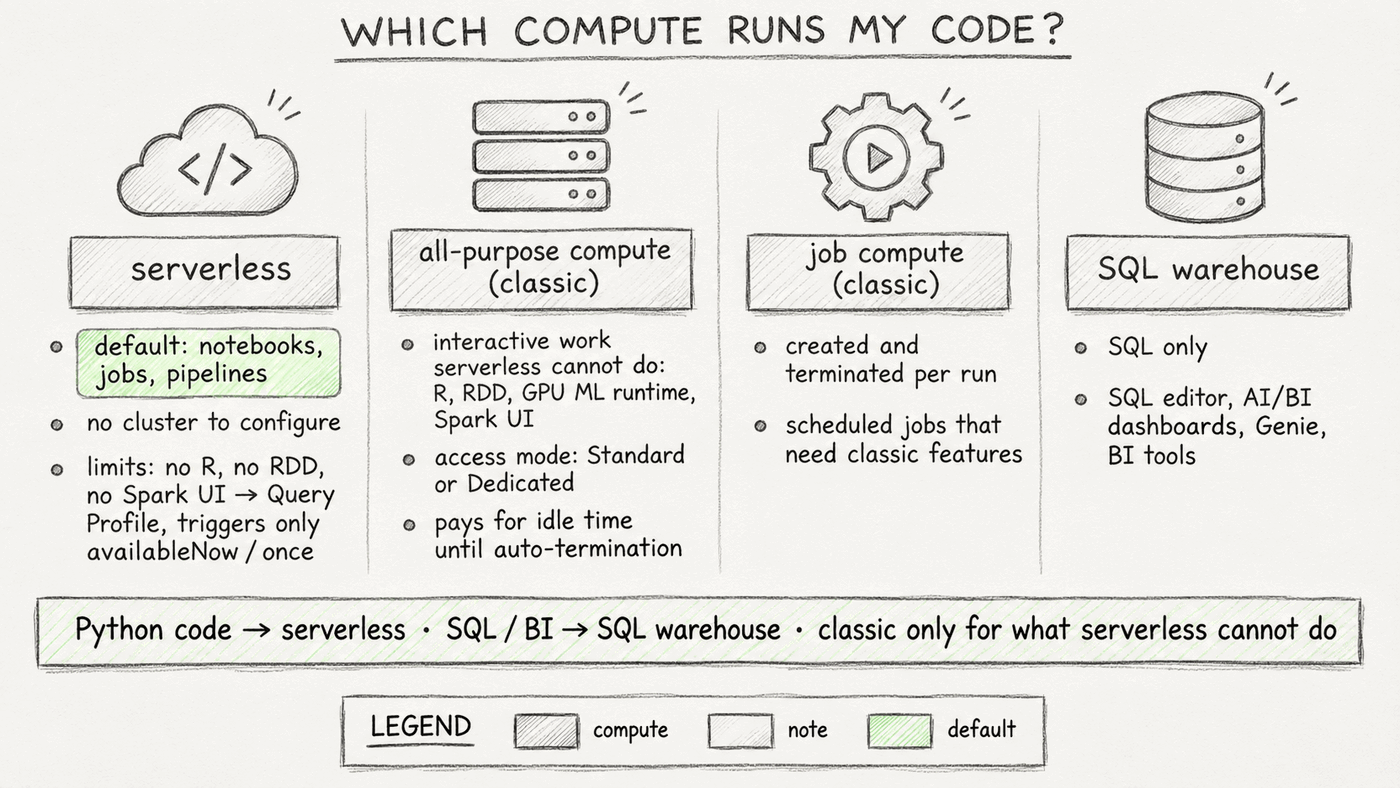 WHICH COMPUTE RUNS MY CODE?
</>
serverless
default: notebooks,
jobs, pipelines
no cluster to configure
limits: no R, no RDD,
no Spark UI → Query
Profile, triggers only
availableNow / once
all-purpose compute
(classic)
interactive work
serverless cannot do:
R, RDD, GPU ML runtime,
Spark UI
access mode: Standard
or Dedicated
pays for idle time
until auto-termination
job compute
(classic)
created and
terminated per run
scheduled jobs that
need classic features
SQL warehouse
SQL only
SQL editor, AI/BI
dashboards, Genie,
BI tools
Python code → serverless · SQL / BI → SQL warehouse · classic only for what serverless cannot do
LEGEND
compute
note
default